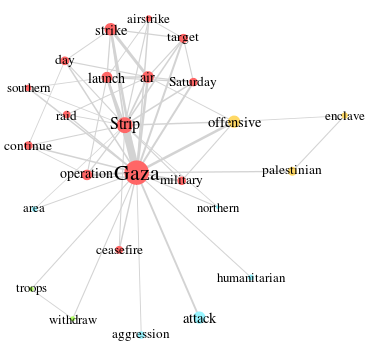 airstrike
strike
target
day
launch
air
Saturday
southern
raid
Strip
offensive
enclave
continue
operation
Gaza
military
palestinian
area
northern
ceasefire
humanitarian
troops
withdraw
attack
aggression